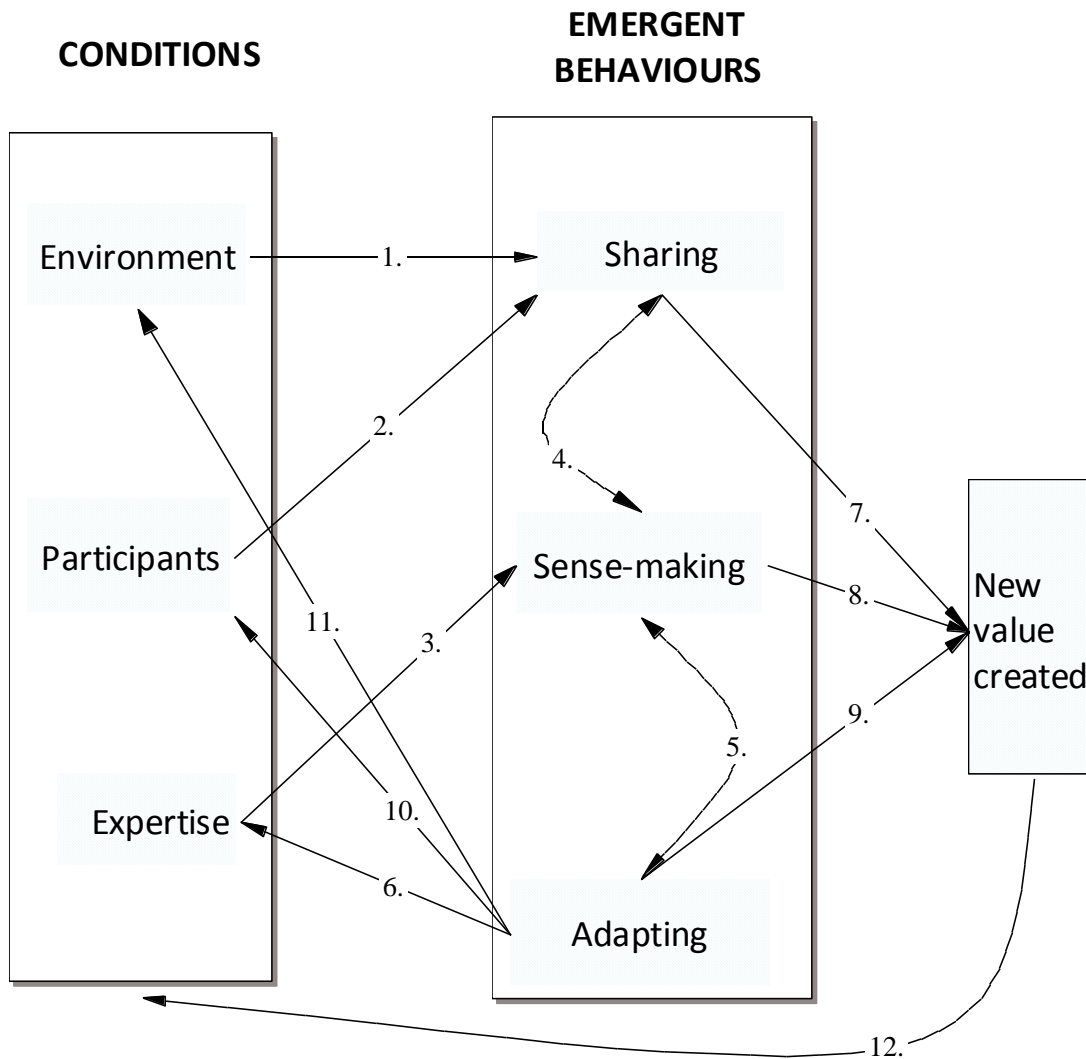 CONDITIONS
EMERGENT
BEHAVIOURS
Environment
1.
Sharing
2.
4.
7.
Participants
Sense-making
8.
New
value
created
11.
3.
9.
5.
Expertise
10.
6.
Adapting
12.